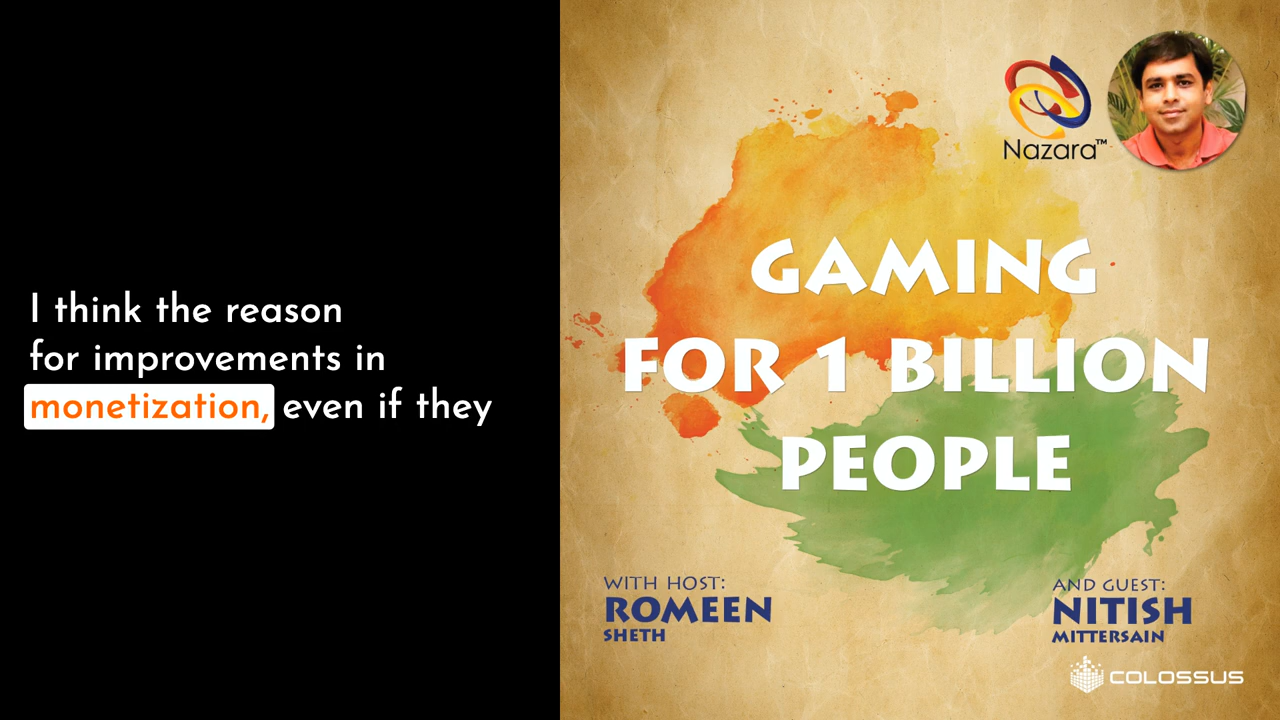 I think the reason
for improvements in
monetization, even if they
Nazara™
GAMING
FOR 1 BILLION
PEOPLE
WITH HOST:
ROMEEN
SHETH
AND GUEST:
NITISH
MITTERSAIN
COLOSSUS